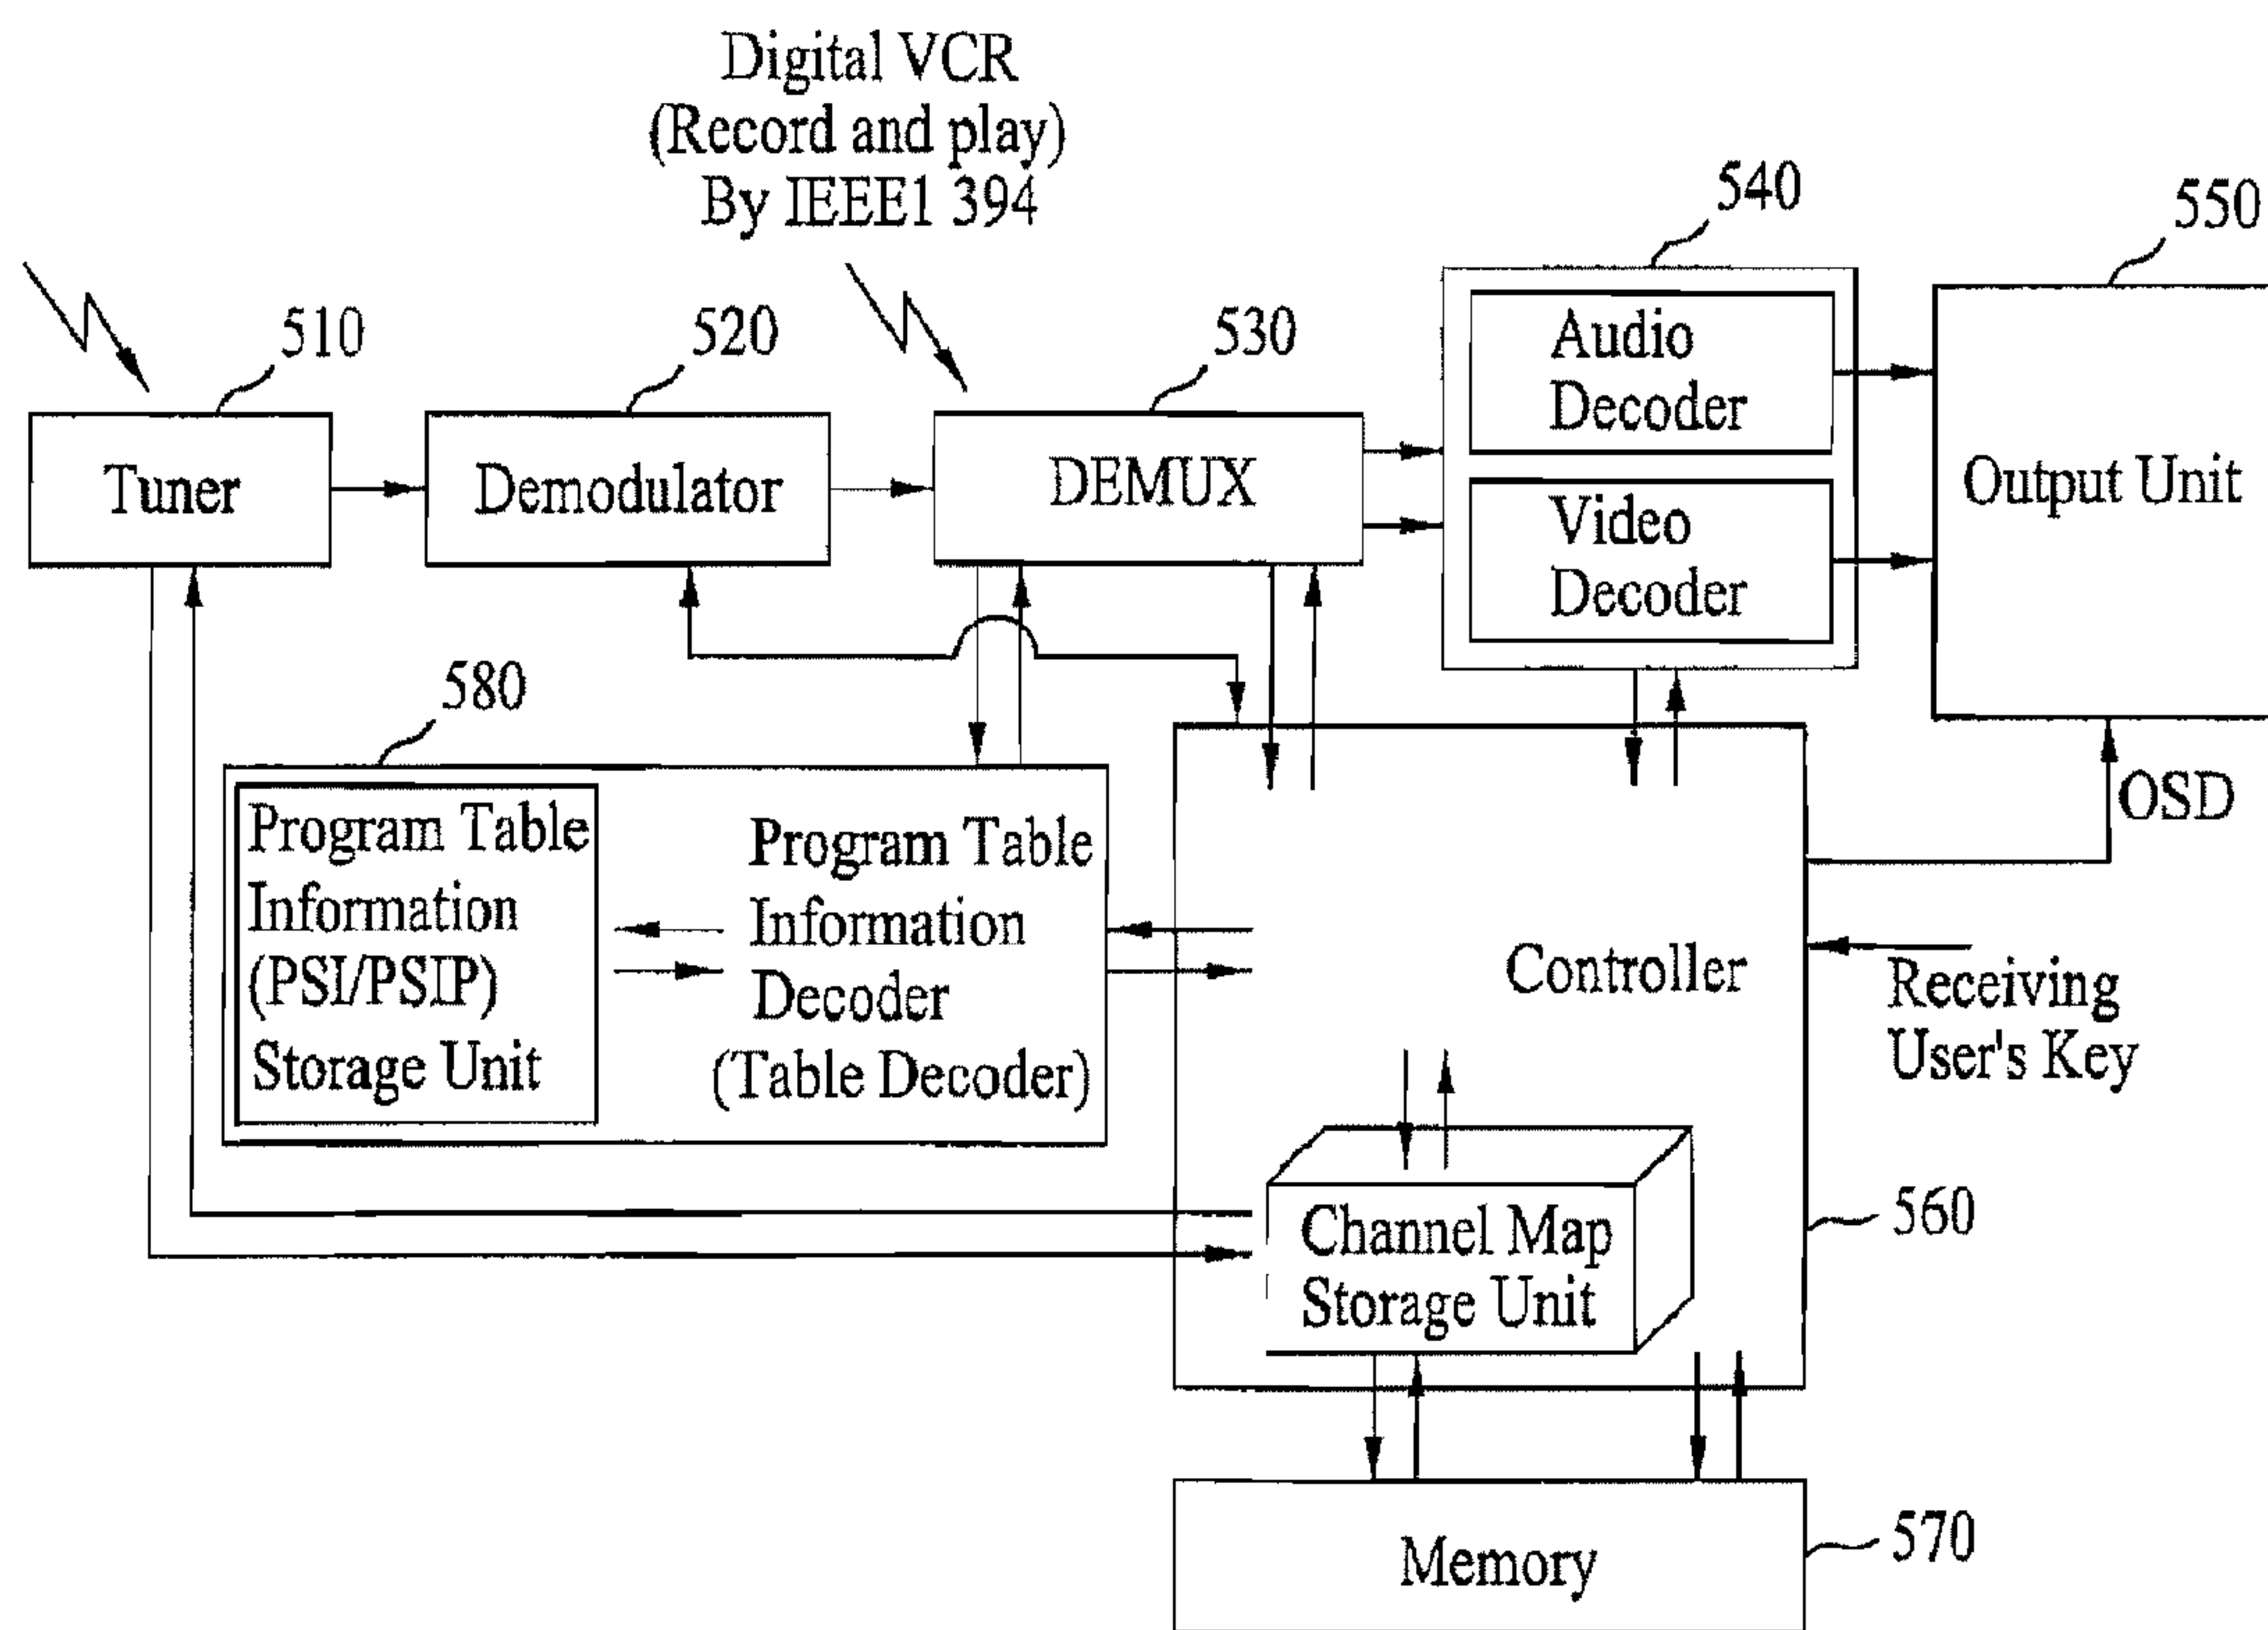 Digital VCR
(Record and play)
By IEEE1 394
540
550
510
520
530
Audio
Decoder
Tuner
Demodulator
DEMUX
Output Unit
Video
Decoder
580
Program Table
Information
(PSI/PSIP)
Storage Unit
Program Table
Information
Decoder
(Table Decoder)
OSD
Controller
Receiving
User's Key
Channel Map
Storage Unit
560
Memory
570